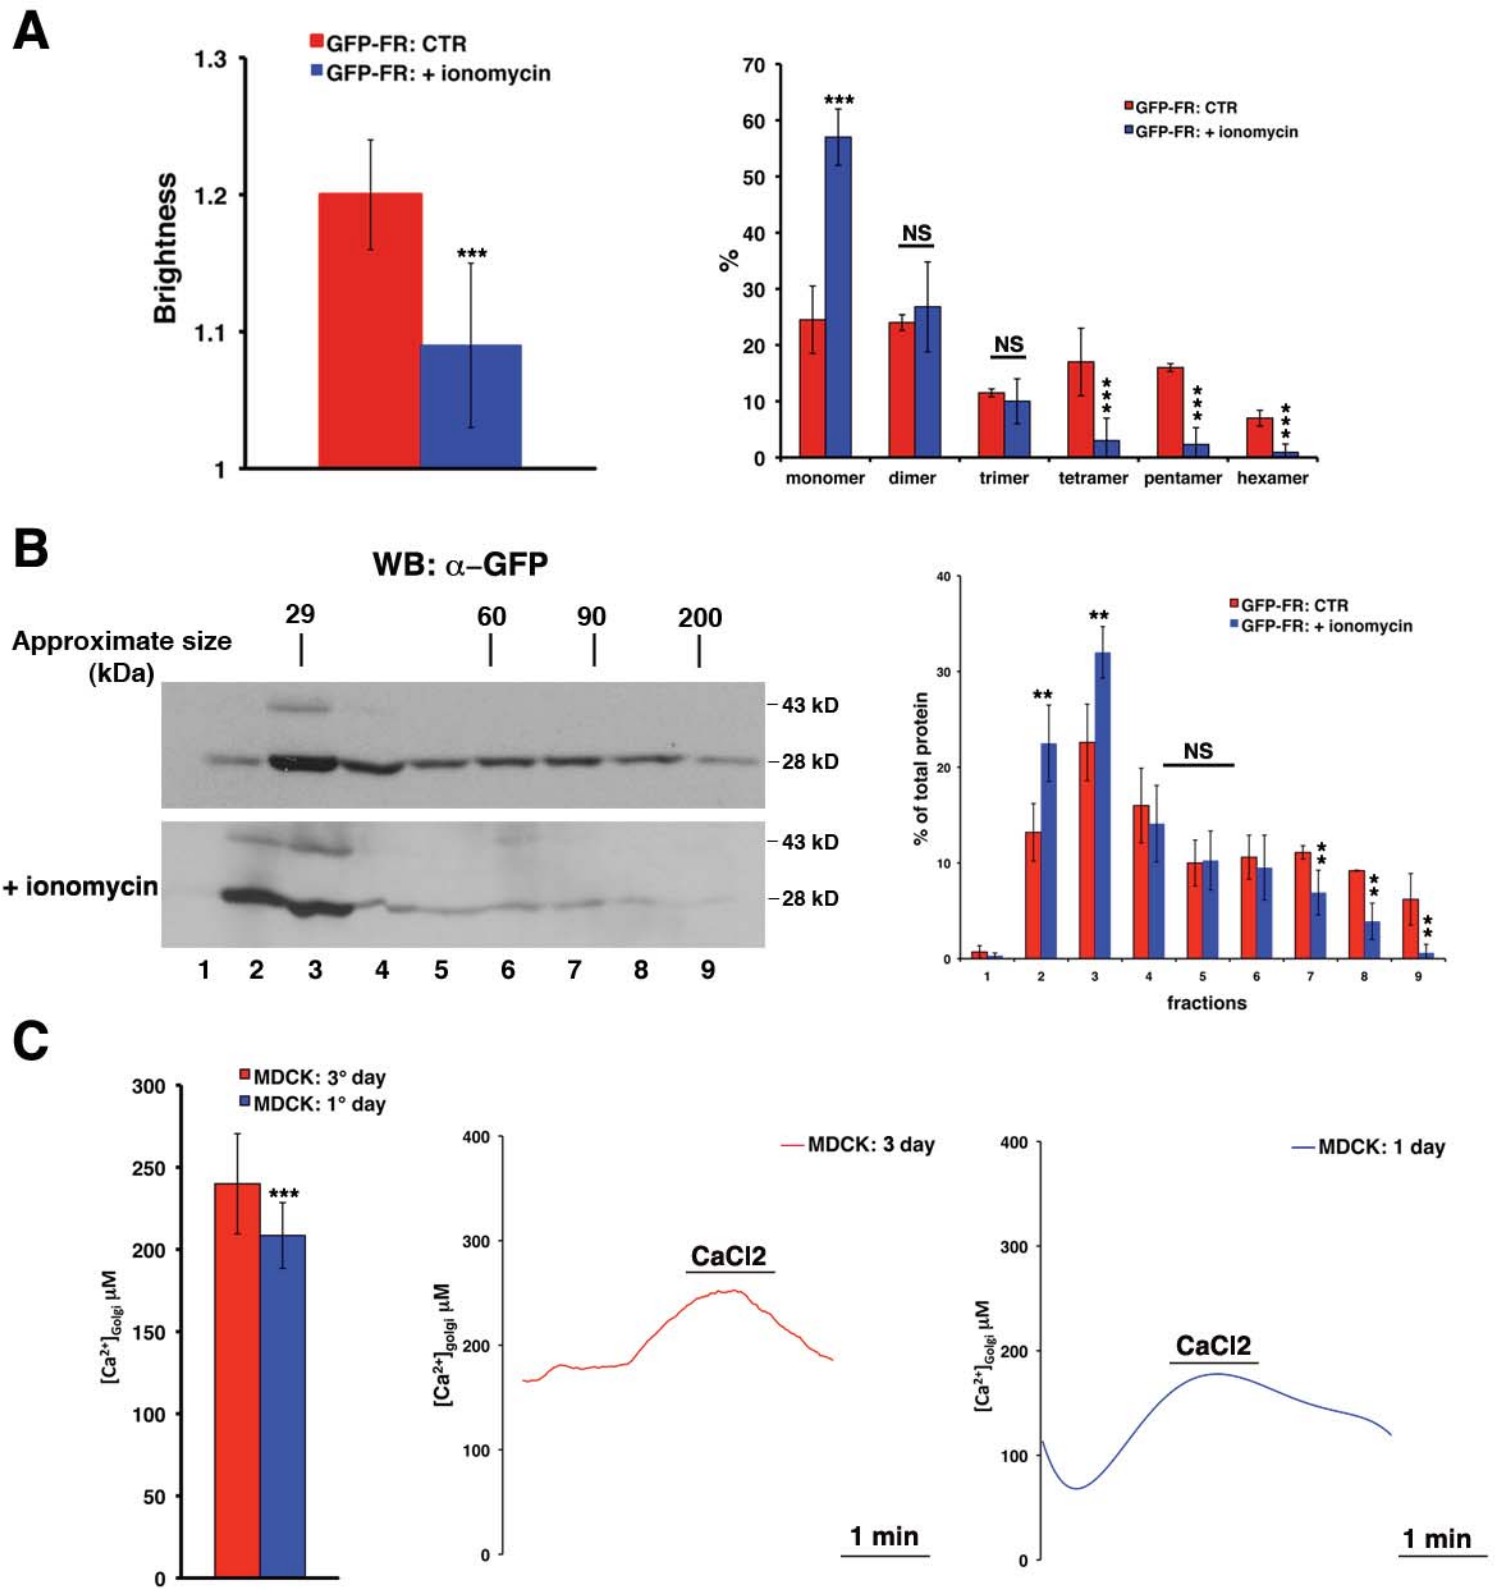 A
GFP-FR: CTR
GFP-FR: + ionomycin
1.3
1.2
1.1
1
Brightness
***
70
60
50
40
30
20
10
0
%
GFP-FR: CTR
GFP-FR: + ionomycin
***
NS
NS
***
***
***
monomer dimer trimer tetramer pentamer hexamer
B
WB: α–GFP
29 60 90 200
Approximate size
(kDa)
43 kD
28 kD
+ ionomycin
43 kD
28 kD
1 2 3 4 5 6 7 8 9
40
30
20
10
0
% of total protein
GFP-FR: CTR
GFP-FR: + ionomycin
**
**
NS
**
**
**
1 2 3 4 5 6 7 8 9
fractions
C
MDCK: 3° day
MDCK: 1° day
300
250
200
150
100
50
0
[Ca²⁺]Golgi µM
***
400
300
200
100
0
[Ca²⁺]golgi µM
MDCK: 3 day
CaCl2
1 min
400
300
200
100
0
[Ca²⁺]Golgi µM
MDCK: 1 day
CaCl2
1 min